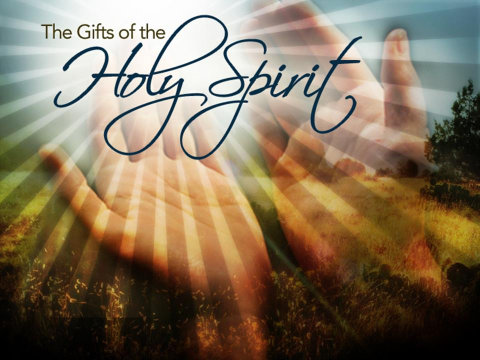 The Gifts of the
Holy Spirit